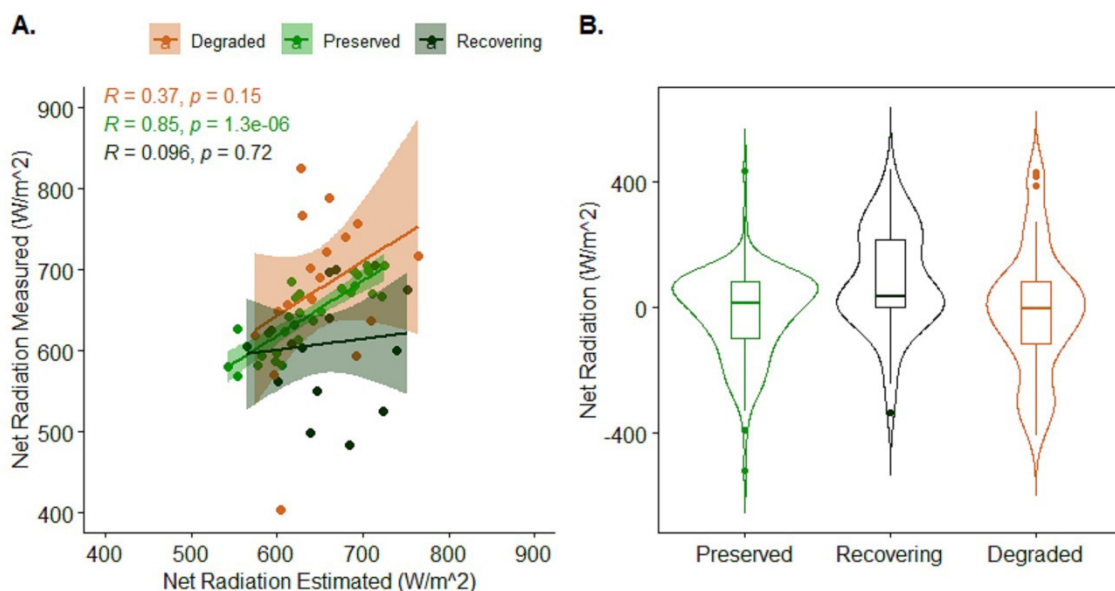 A.
Degraded Preserved Recovering
R = 0.37, p = 0.15
R = 0.85, p = 1.3e-06
R = 0.096, p = 0.72
Net Radiation Measured (W/m^2)
900
800
700
600
500
400
400 500 600 700 800 900
Net Radiation Estimated (W/m^2)
B.
Net Radiation (W/m^2)
400
0
-400
Preserved Recovering Degraded